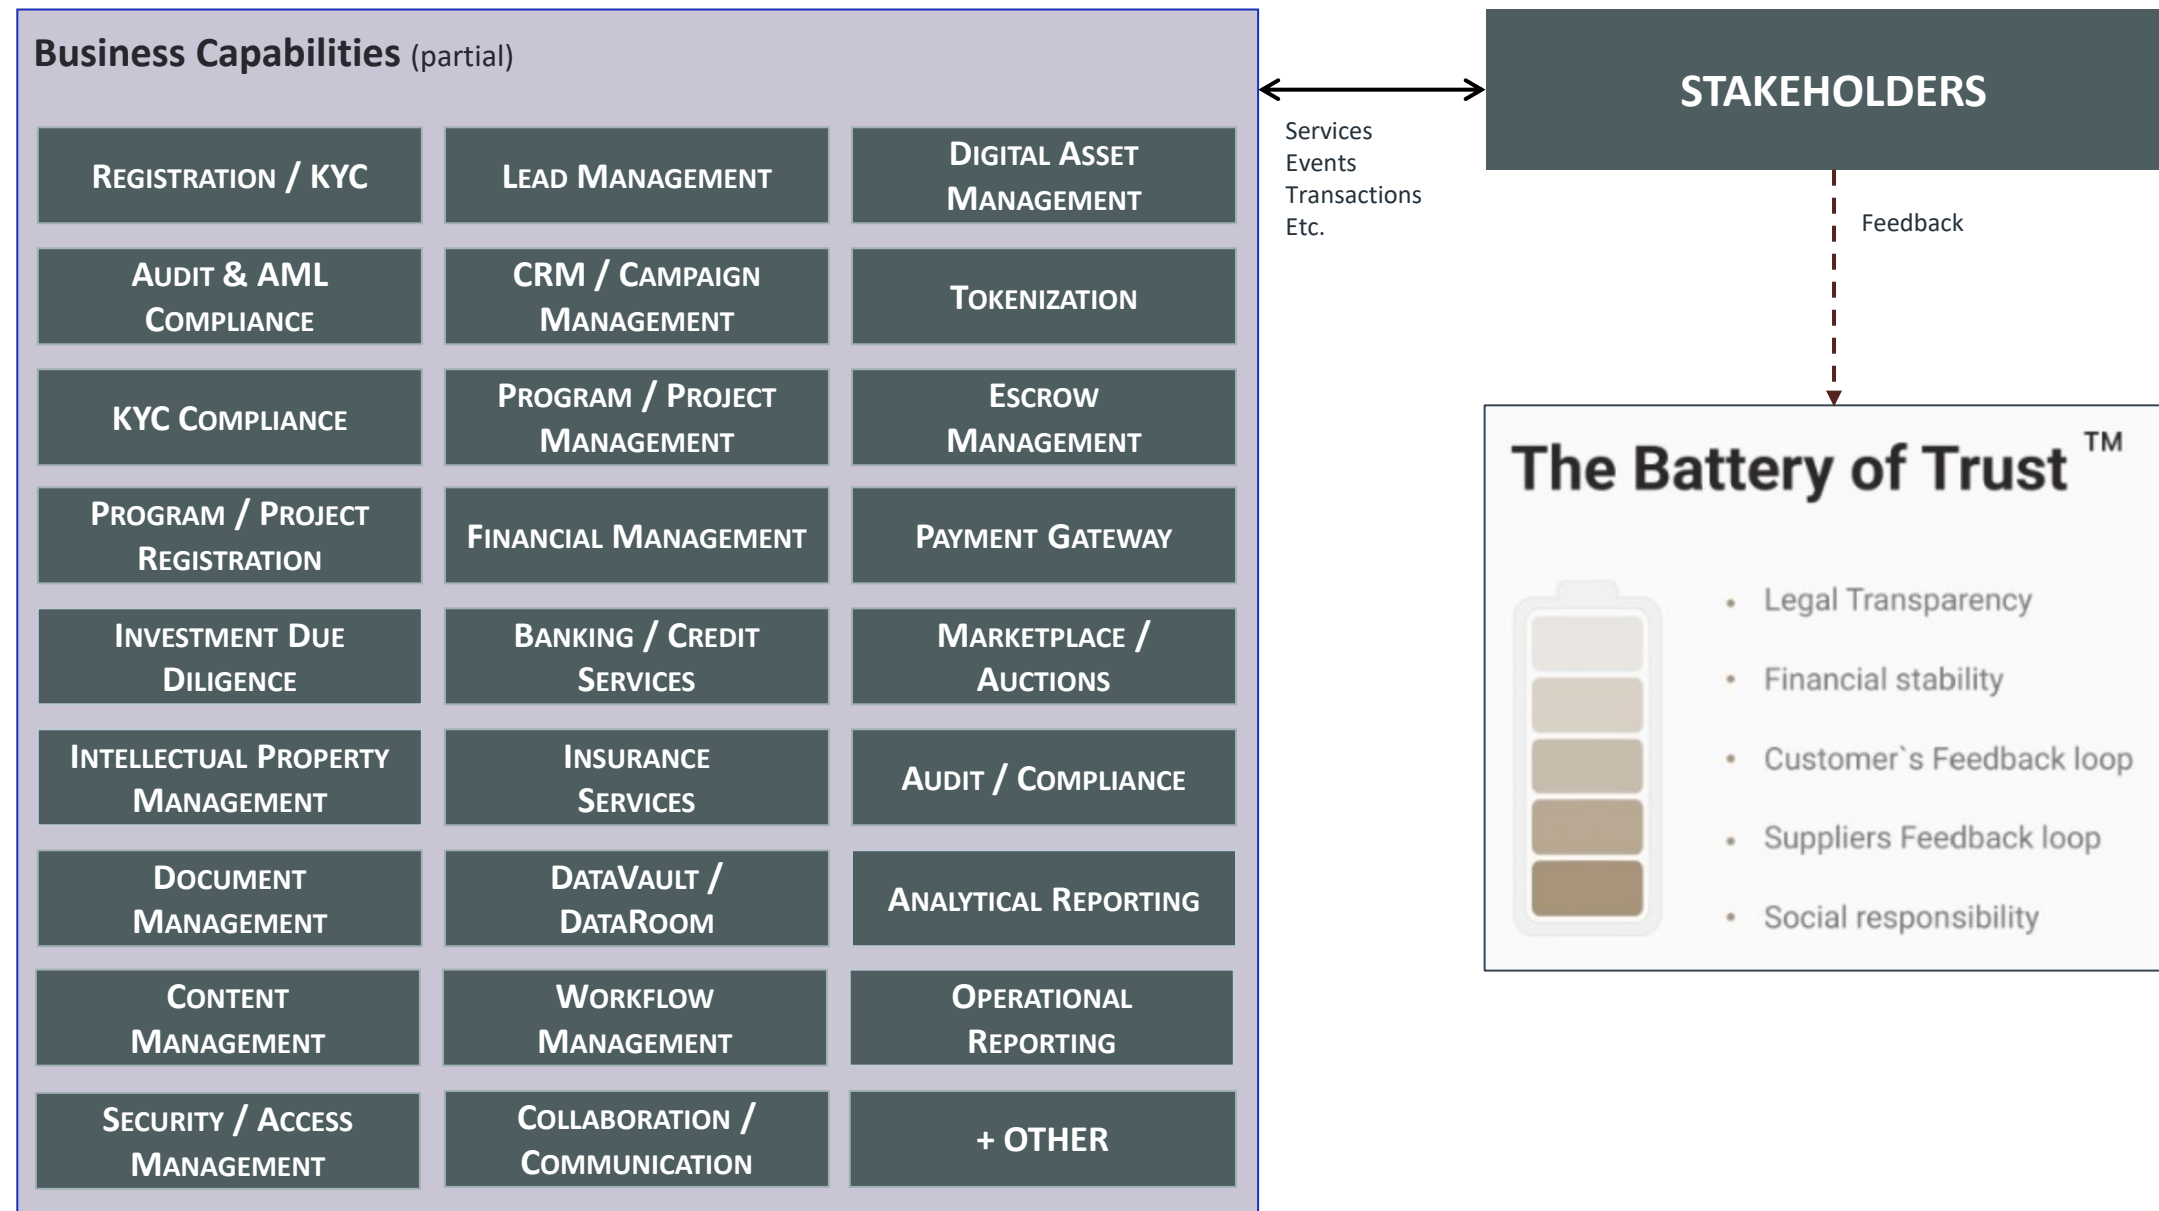 Business Capabilities (partial)
REGISTRATION / KYC
LEAD MANAGEMENT
DIGITAL ASSET
MANAGEMENT
AUDIT & AML
COMPLIANCE
CRM / CAMPAIGN
MANAGEMENT
TOKENIZATION
KYC COMPLIANCE
PROGRAM / PROJECT
MANAGEMENT
ESCROW
MANAGEMENT
PROGRAM / PROJECT
REGISTRATION
FINANCIAL MANAGEMENT
PAYMENT GATEWAY
INVESTMENT DUE
DILIGENCE
BANKING / CREDIT
SERVICES
MARKETPLACE /
AUCTIONS
INTELLECTUAL PROPERTY
MANAGEMENT
INSURANCE
SERVICES
AUDIT / COMPLIANCE
DOCUMENT
MANAGEMENT
DATAVAULT /
DATAROOM
ANALYTICAL REPORTING
CONTENT
MANAGEMENT
WORKFLOW
MANAGEMENT
OPERATIONAL
REPORTING
SECURITY / ACCESS
MANAGEMENT
COLLABORATION /
COMMUNICATION
+ OTHER
Services
Events
Transactions
Etc.
STAKEHOLDERS
Feedback
The Battery of Trust ™
• Legal Transparency
• Financial stability
• Customer`s Feedback loop
• Suppliers Feedback loop
• Social responsibility